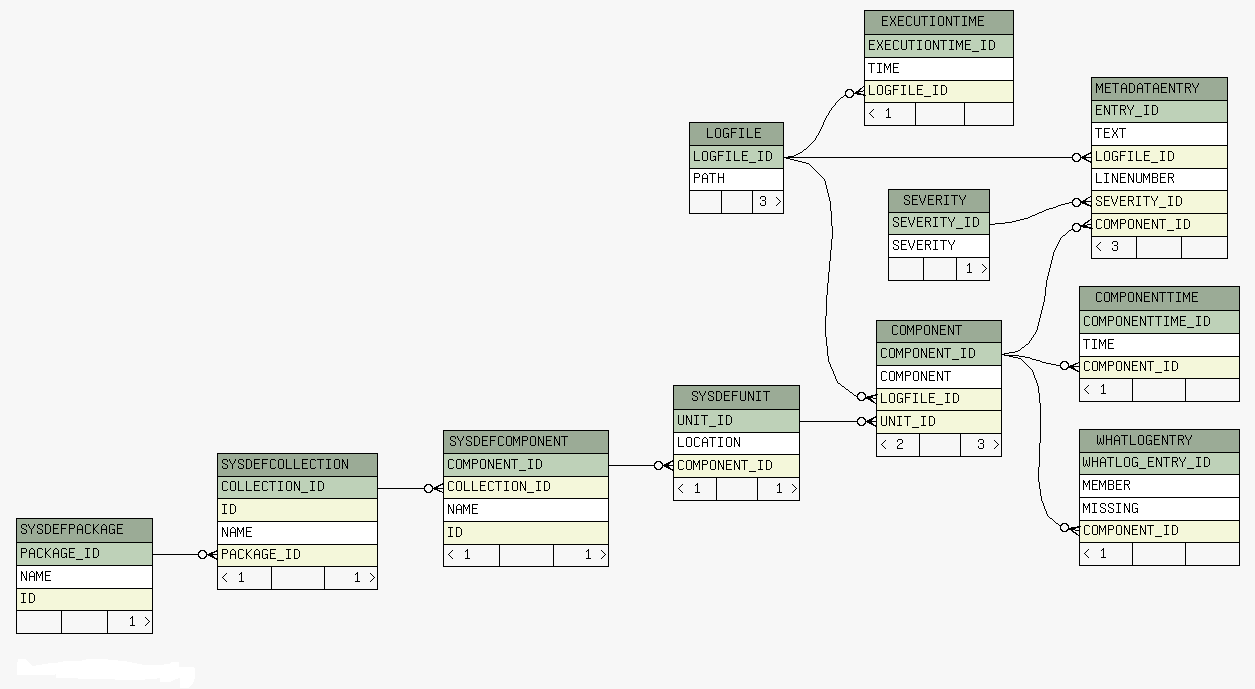 EXECUTIONTIME
EXECUTIONTIME_ID
TIME
LOGFILE_ID
< 1
METADATAENTRY
ENTRY_ID
TEXT
LOGFILE_ID
LINENUMBER
SEVERITY_ID
COMPONENT_ID
< 3
LOGFILE
LOGFILE_ID
PATH
3 >
SEVERITY
SEVERITY_ID
SEVERITY
1 >
COMPONENTTIME
COMPONENTTIME_ID
TIME
COMPONENT_ID
< 1
COMPONENT
COMPONENT_ID
COMPONENT
LOGFILE_ID
UNIT_ID
< 2 3 >
SYSDEFUNIT
UNIT_ID
LOCATION
COMPONENT_ID
< 1 1 >
WHATLOGENTRY
WHATLOG_ENTRY_ID
MEMBER
MISSING
COMPONENT_ID
< 1
SYSDEFCOMPONENT
COMPONENT_ID
COLLECTION_ID
NAME
ID
< 1 1 >
SYSDEFCOLLECTION
COLLECTION_ID
ID
NAME
PACKAGE_ID
< 1 1 >
SYSDEFPACKAGE
PACKAGE_ID
NAME
ID
1 >